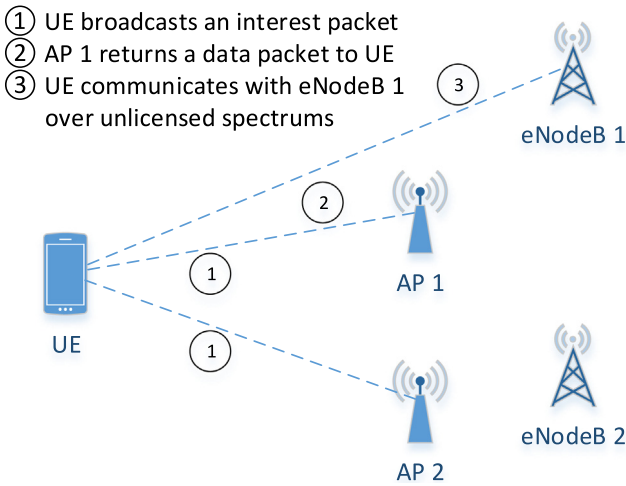 ① UE broadcasts an interest packet
② AP 1 returns a data packet to UE
③ UE communicates with eNodeB 1
over unlicensed spectrums
3
eNodeB 1
2
AP 1
1
UE
1
eNodeB 2
AP 2